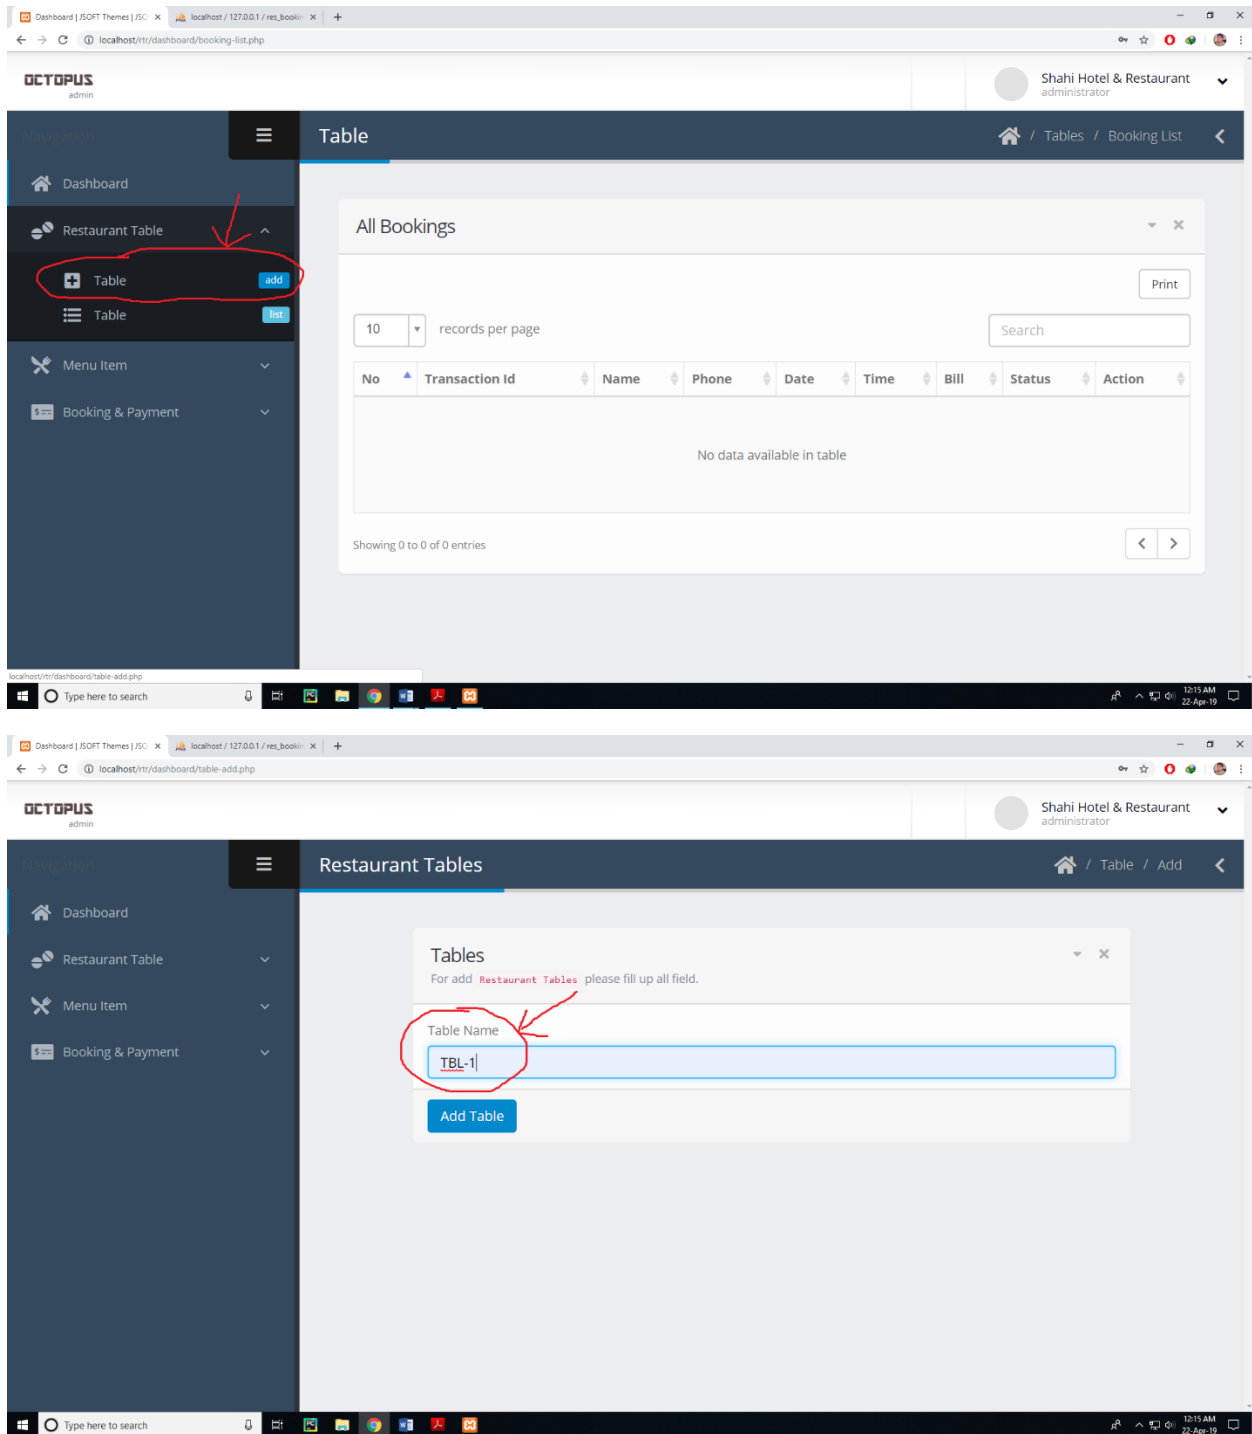 Dashboard | JSOFT Themes | JSO
localhost / 127.0.0.1 / res_bookin
localhost/rtr/dashboard/booking-list.php
OCTOPUS
admin
Shahi Hotel & Restaurant
administrator
Navigation
Table
/ Tables / Booking List
Dashboard
Restaurant Table
Table add
Table list
Menu Item
Booking & Payment
All Bookings
Print
10 records per page
Search
No Transaction Id Name Phone Date Time Bill Status Action
No data available in table
Showing 0 to 0 of 0 entries
localhost/rtr/dashboard/table-add.php
Type here to search
12:15 AM
22-Apr-19
Dashboard | JSOFT Themes | JSO
localhost / 127.0.0.1 / res_bookin
localhost/rtr/dashboard/table-add.php
OCTOPUS
admin
Shahi Hotel & Restaurant
administrator
Navigation
Restaurant Tables
/ Table / Add
Dashboard
Restaurant Table
Menu Item
Booking & Payment
Tables
For add Restaurant Tables please fill up all field.
Table Name
TBL-1
Add Table
Type here to search
12:15 AM
22-Apr-19